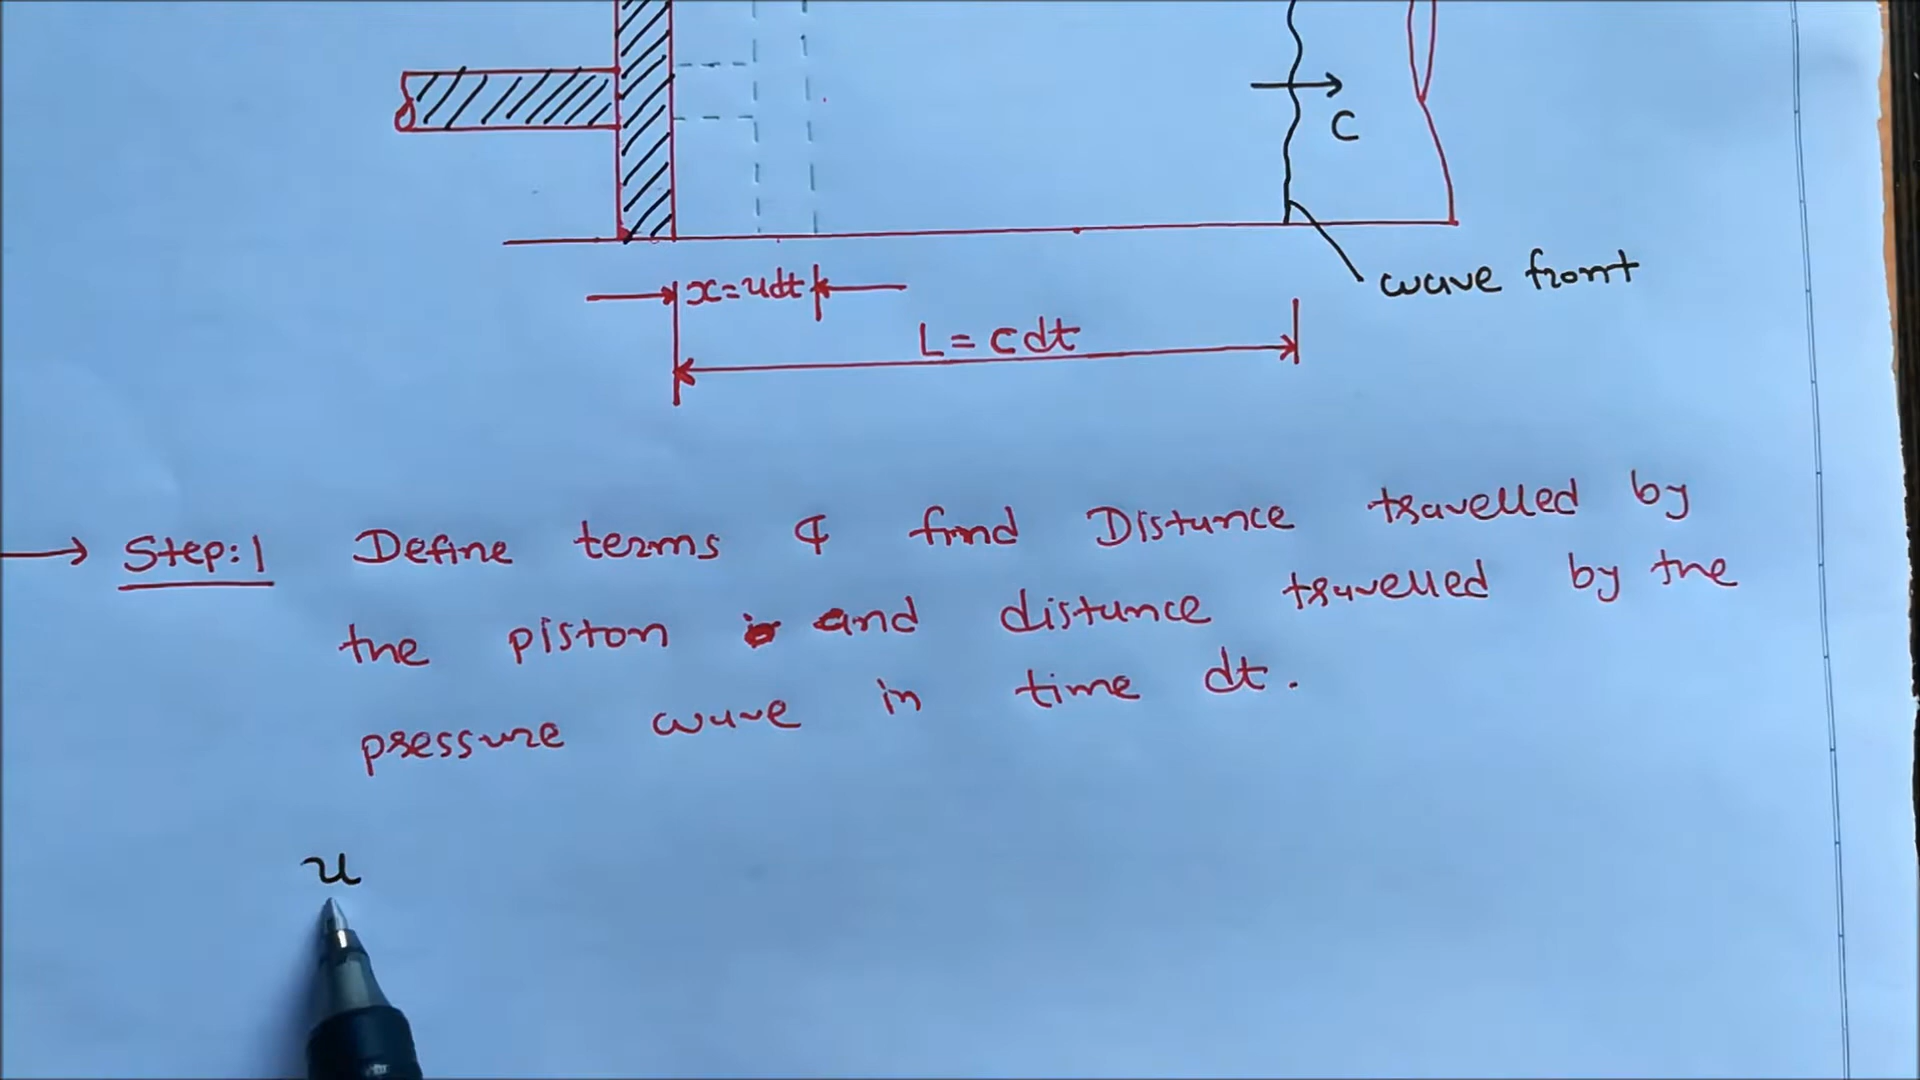 C
wave front
x=udt
L = cdt
→ Step:1 Define terms & find Distance travelled by
the piston and distance travelled by the
pressure wave in time dt.
u